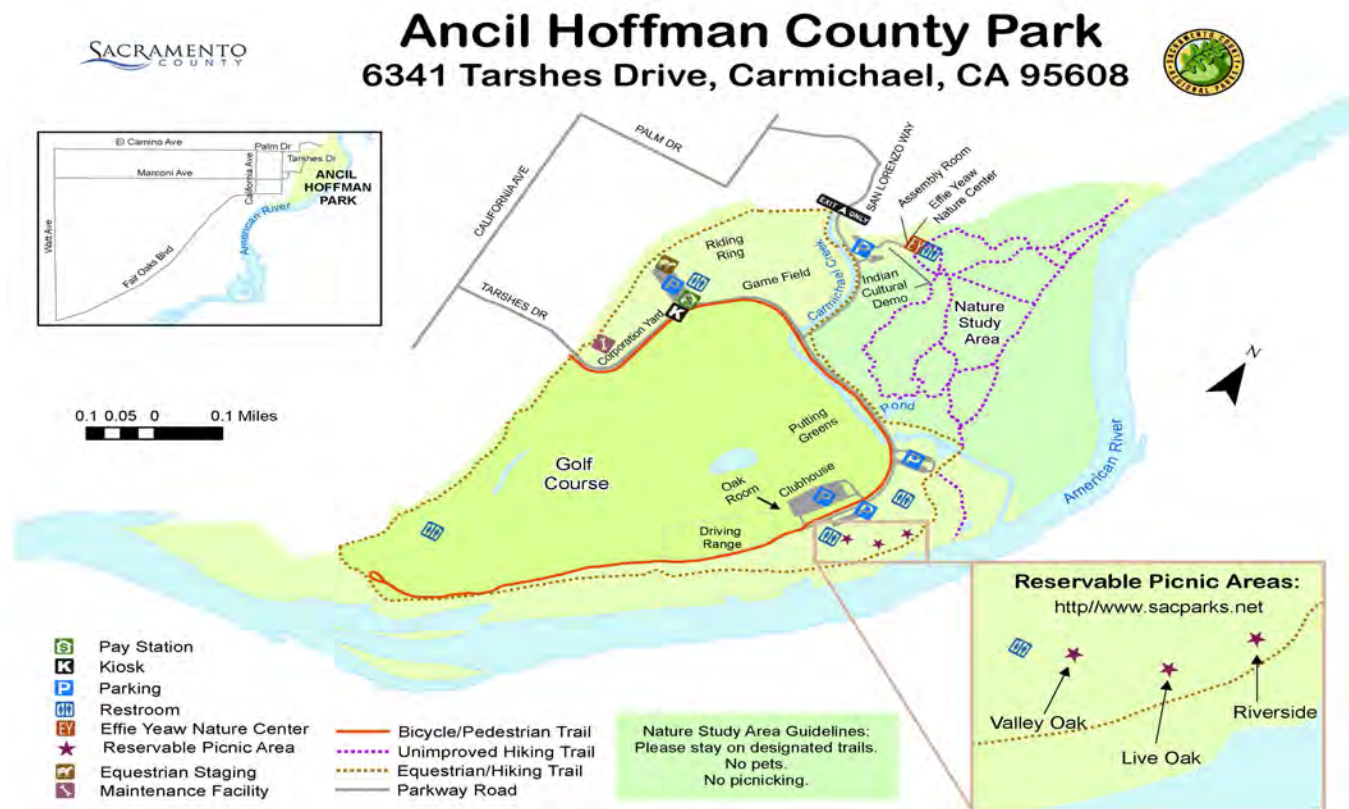 Ancil Hoffman County Park
6341 Tarshes Drive, Carmichael, CA 95608
SACRAMENTO
COUNTY
SACRAMENTO COUNTY
REGIONAL PARKS
El Camino Ave
Palm Dr
Tarshes Dr
California Ave
Marconi Ave
ANCIL
HOFFMAN
PARK
American River
Watt Ave
Fair Oaks Blvd
PALM DR
CALIFORNIA AVE
SAN LORENZO WAY
EXIT ONLY
Assembly Room
Effie Yeaw
Nature Center
EY
P
Riding
Ring
Game Field
Carmichael Creek
Indian
Cultural
Demo
TARSHES DR
P
S
K
Corporation Yard
Nature
Study
Area
N
0.1 0.05 0 0.1 Miles
Pond
Putting
Greens
American River
Golf
Course
Oak
Room
Clubhouse
P
P
P
Driving
Range
Reservable Picnic Areas:
http//www.sacparks.net
Valley Oak
Live Oak
Riverside
S Pay Station
K Kiosk
P Parking
Restroom
EY Effie Yeaw Nature Center
Reservable Picnic Area
Equestrian Staging
Maintenance Facility
Bicycle/Pedestrian Trail
Unimproved Hiking Trail
Equestrian/Hiking Trail
Parkway Road
Nature Study Area Guidelines:
Please stay on designated trails.
No pets.
No picnicking.